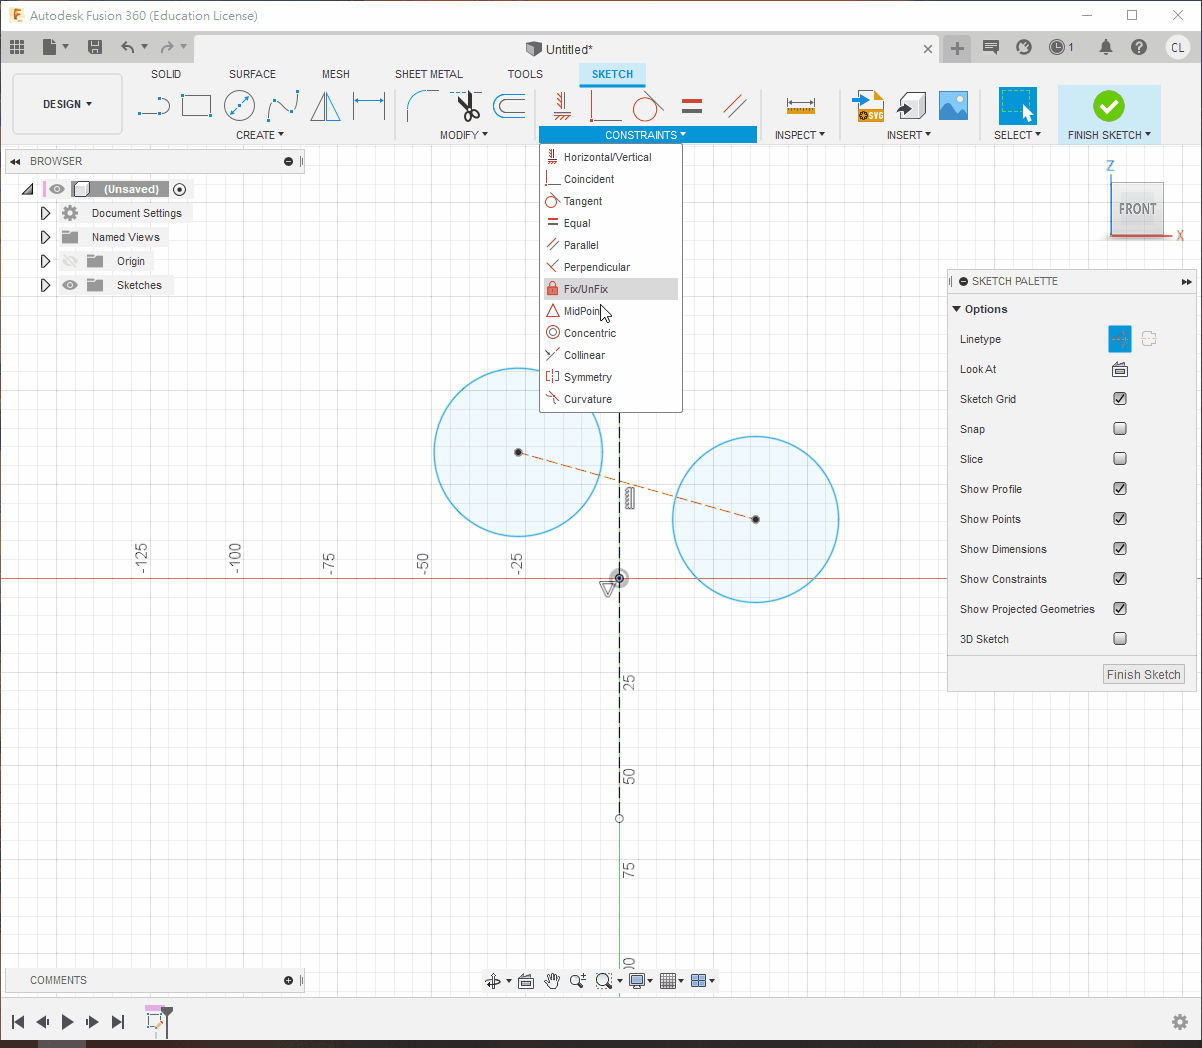 Autodesk Fusion 360 (Education License)
Untitled*
1
CL
DESIGN
SOLID
SURFACE
MESH
SHEET METAL
TOOLS
SKETCH
CREATE
MODIFY
CONSTRAINTS
INSPECT
SVG
INSERT
SELECT
FINISH SKETCH
BROWSER
(Unsaved)
Document Settings
Named Views
Origin
Sketches
Horizontal/Vertical
Coincident
Tangent
Equal
Parallel
Perpendicular
Fix/UnFix
MidPoin
Concentric
Collinear
Symmetry
Curvature
Z
FRONT
X
SKETCH PALETTE
Options
Linetype
Look At
Sketch Grid
Snap
Slice
Show Profile
Show Points
Show Dimensions
Show Constraints
Show Projected Geometries
3D Sketch
Finish Sketch
-125
-100
-75
-50
-25
25
50
75
00
COMMENTS